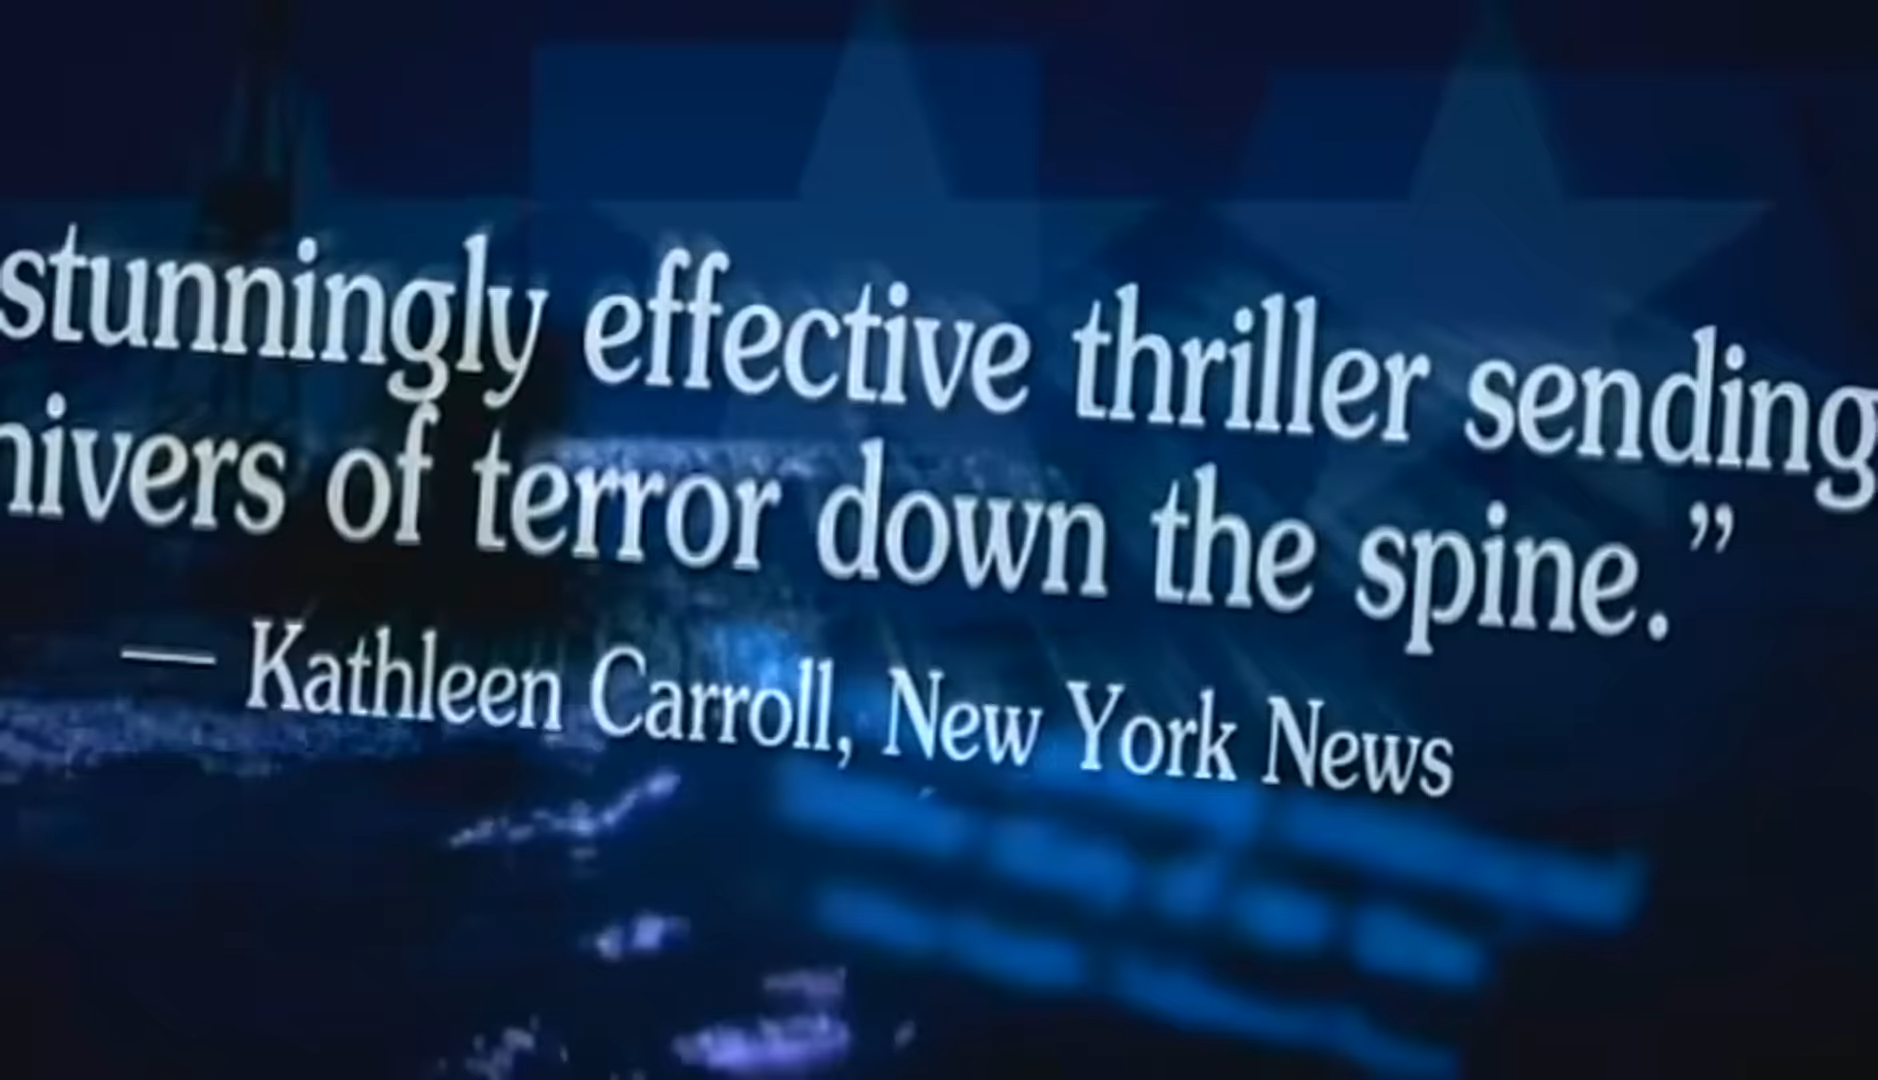 stunningly effective thriller sending
hivers of terror down the spine.”
— Kathleen Carroll, New York News